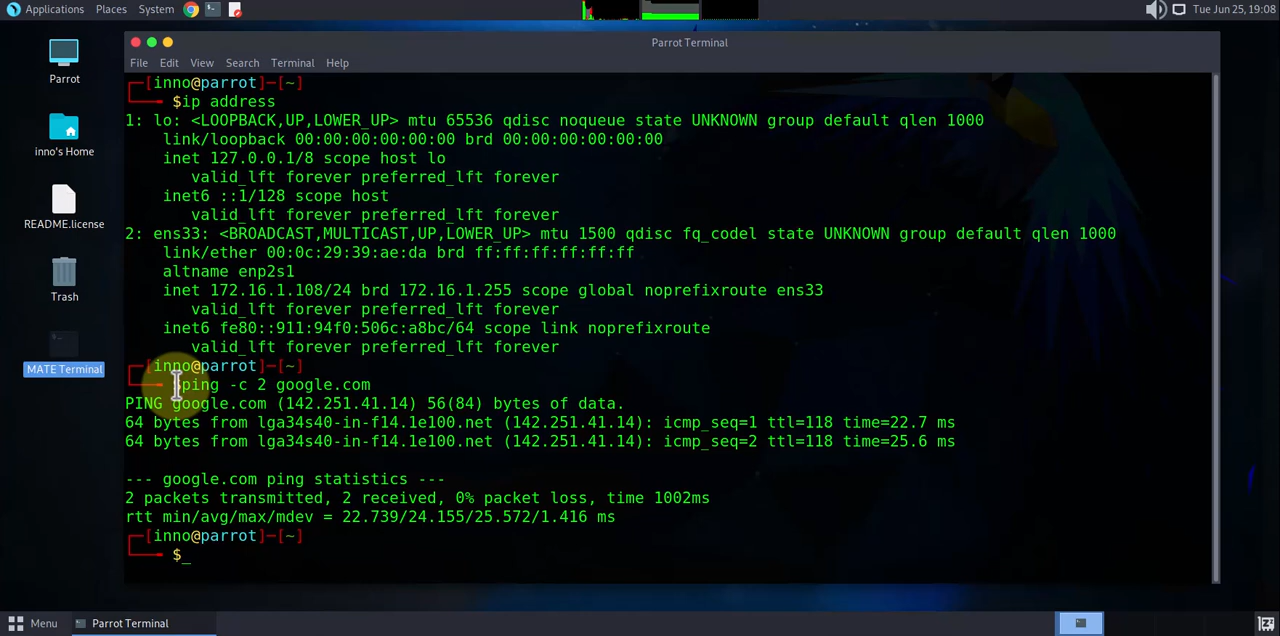 Applications Places System
Tue Jun 25, 19:08
Parrot Terminal
File Edit View Search Terminal Help
Parrot
inno's Home
README.license
Trash
MATE Terminal
[inno@parrot]-[~]
$ip address
1: lo: <LOOPBACK,UP,LOWER_UP> mtu 65536 qdisc noqueue state UNKNOWN group default qlen 1000
link/loopback 00:00:00:00:00:00 brd 00:00:00:00:00:00
inet 127.0.0.1/8 scope host lo
valid_lft forever preferred_lft forever
inet6 ::1/128 scope host
valid_lft forever preferred_lft forever
2: ens33: <BROADCAST,MULTICAST,UP,LOWER_UP> mtu 1500 qdisc fq_codel state UNKNOWN group default qlen 1000
link/ether 00:0c:29:39:ae:da brd ff:ff:ff:ff:ff:ff
altname enp2s1
inet 172.16.1.108/24 brd 172.16.1.255 scope global noprefixroute ens33
valid_lft forever preferred_lft forever
inet6 fe80::911:94f0:506c:a8bc/64 scope link noprefixroute
valid_lft forever preferred_lft forever
[inno@parrot]-[~]
$ping -c 2 google.com
PING google.com (142.251.41.14) 56(84) bytes of data.
64 bytes from lga34s40-in-f14.1e100.net (142.251.41.14): icmp_seq=1 ttl=118 time=22.7 ms
64 bytes from lga34s40-in-f14.1e100.net (142.251.41.14): icmp_seq=2 ttl=118 time=25.6 ms
--- google.com ping statistics ---
2 packets transmitted, 2 received, 0% packet loss, time 1002ms
rtt min/avg/max/mdev = 22.739/24.155/25.572/1.416 ms
[inno@parrot]-[~]
$_
Menu Parrot Terminal